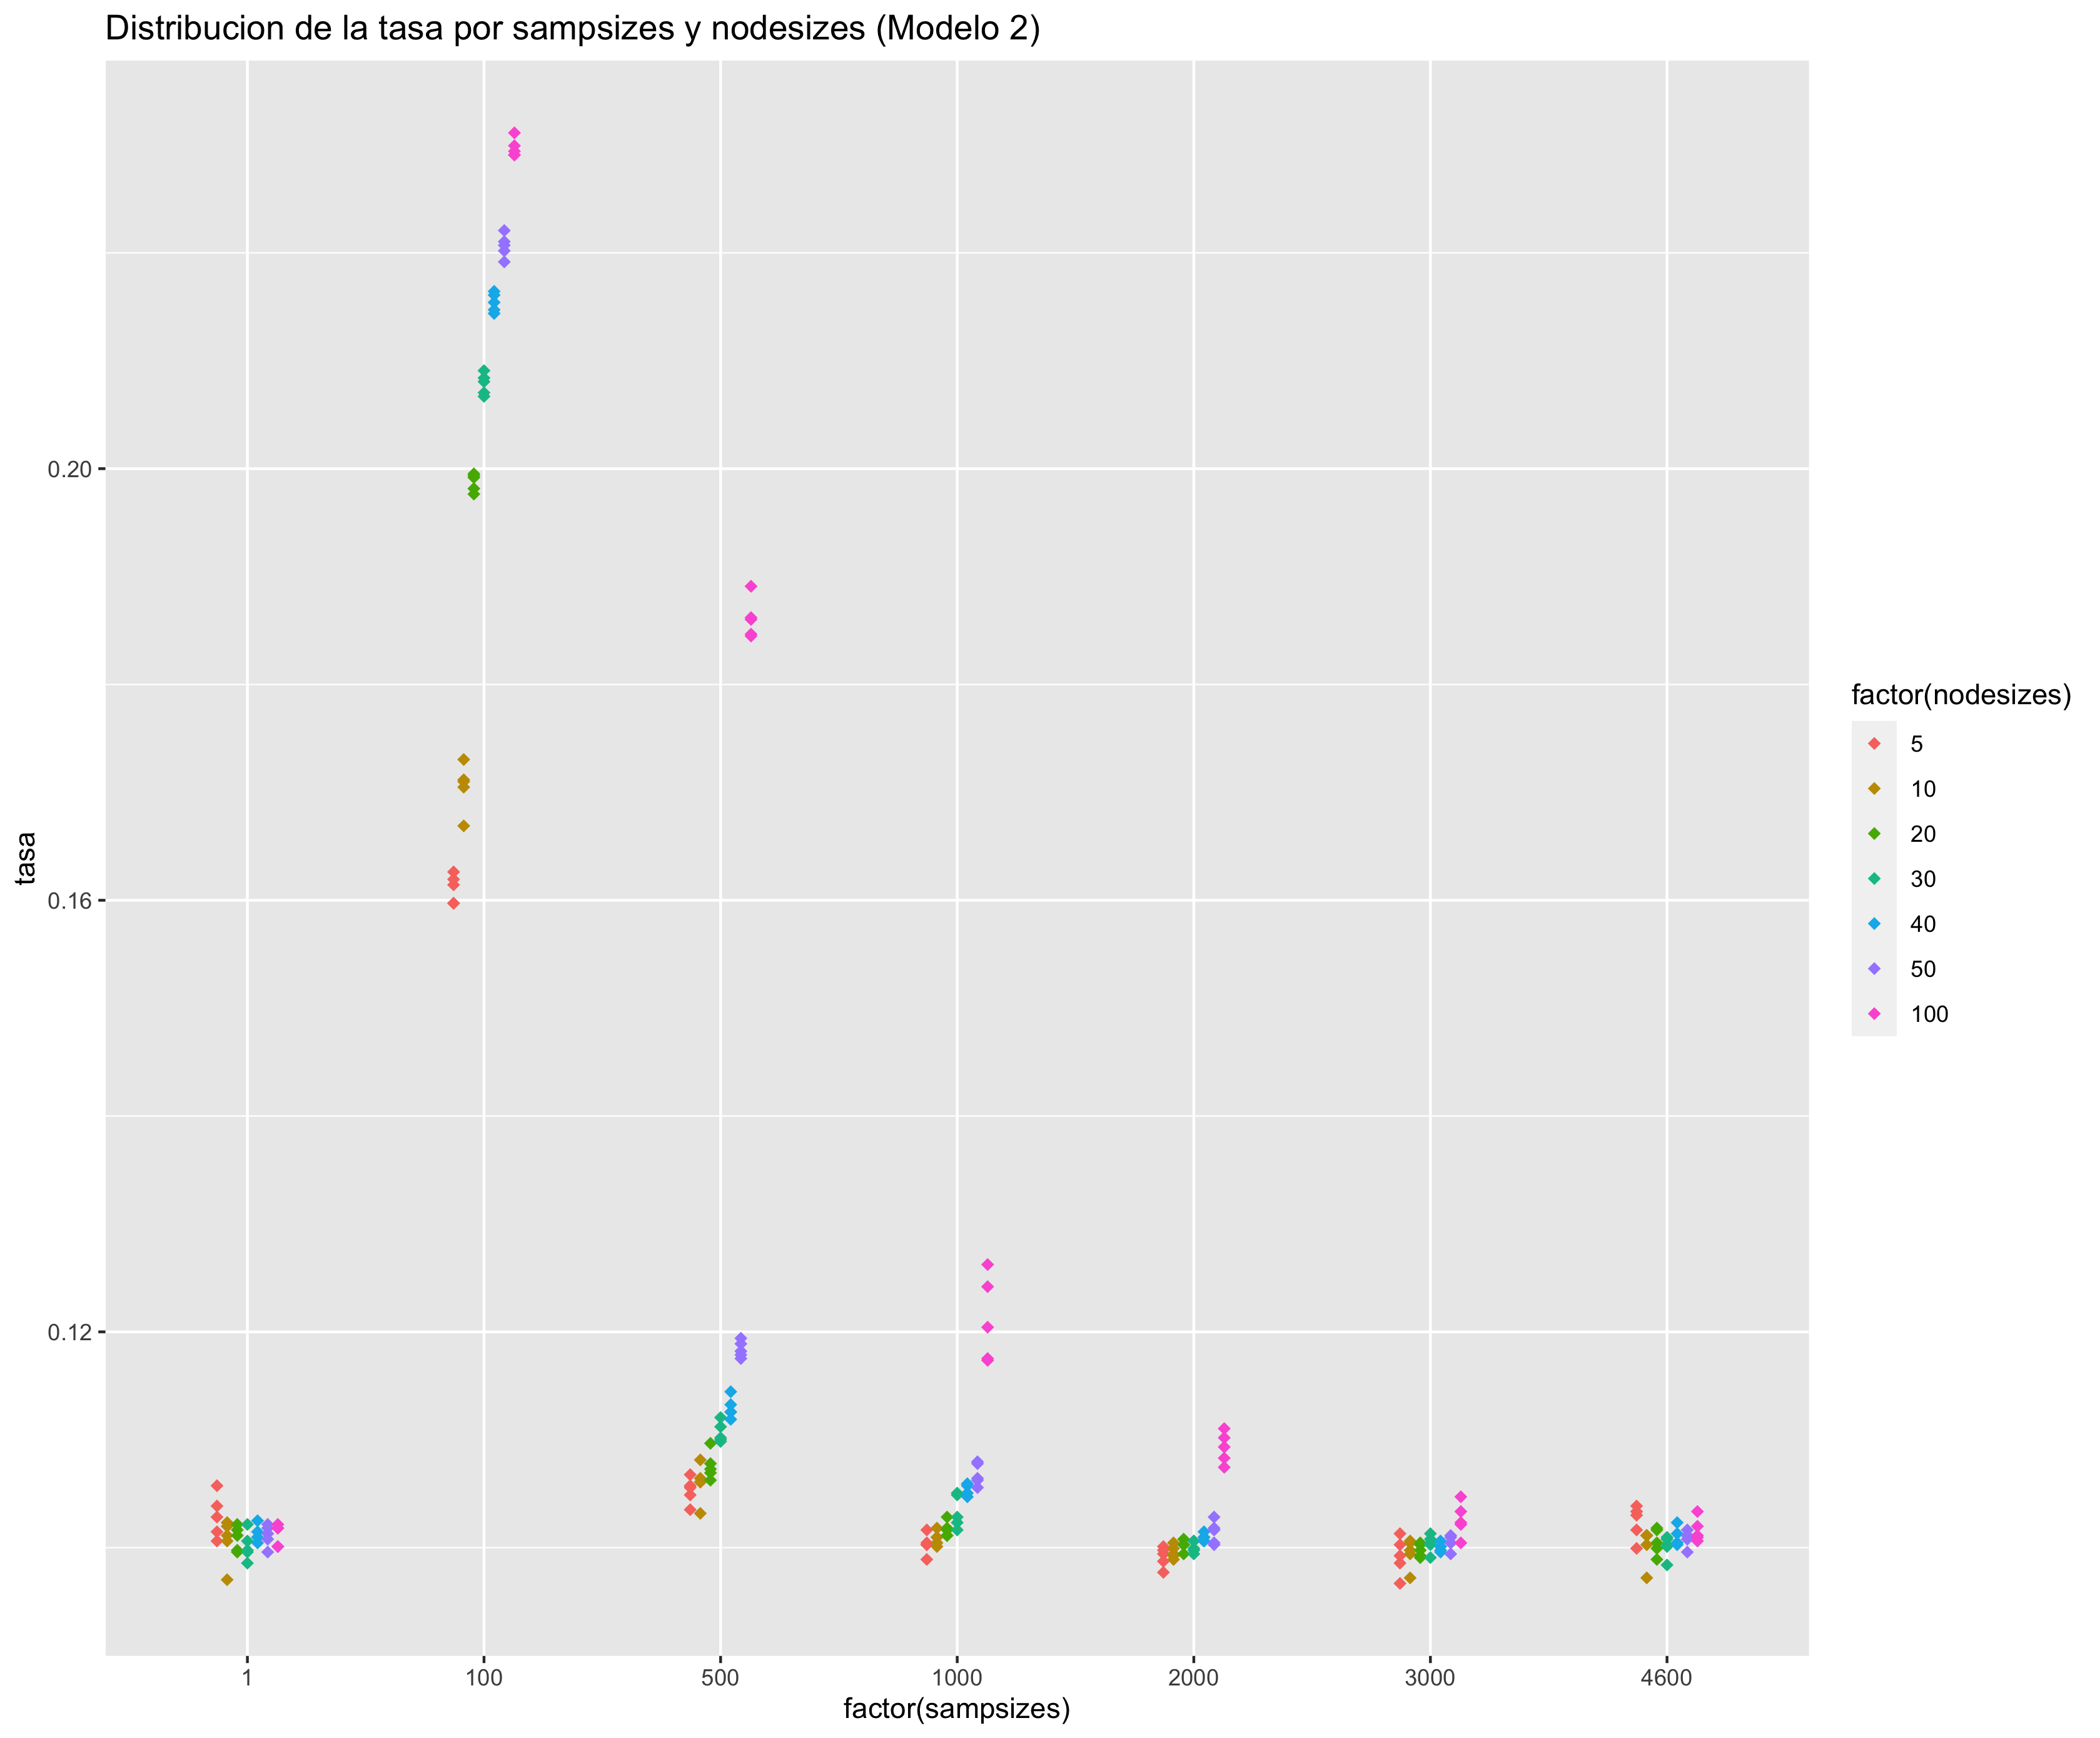 Distribucion de la tasa por sampsizes y nodesizes (Modelo 2)
0.20
0.16
0.12
tasa
1 100 500 1000 2000 3000 4600
factor(sampsizes)
factor(nodesizes)
5
10
20
30
40
50
100